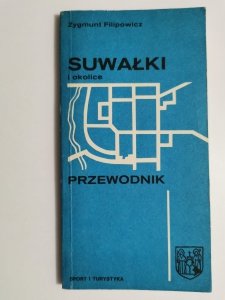 Zygmunt Filipowicz
SUWAŁKI
i okolice
PRZEWODNIK
SPORT I TURYSTYKA